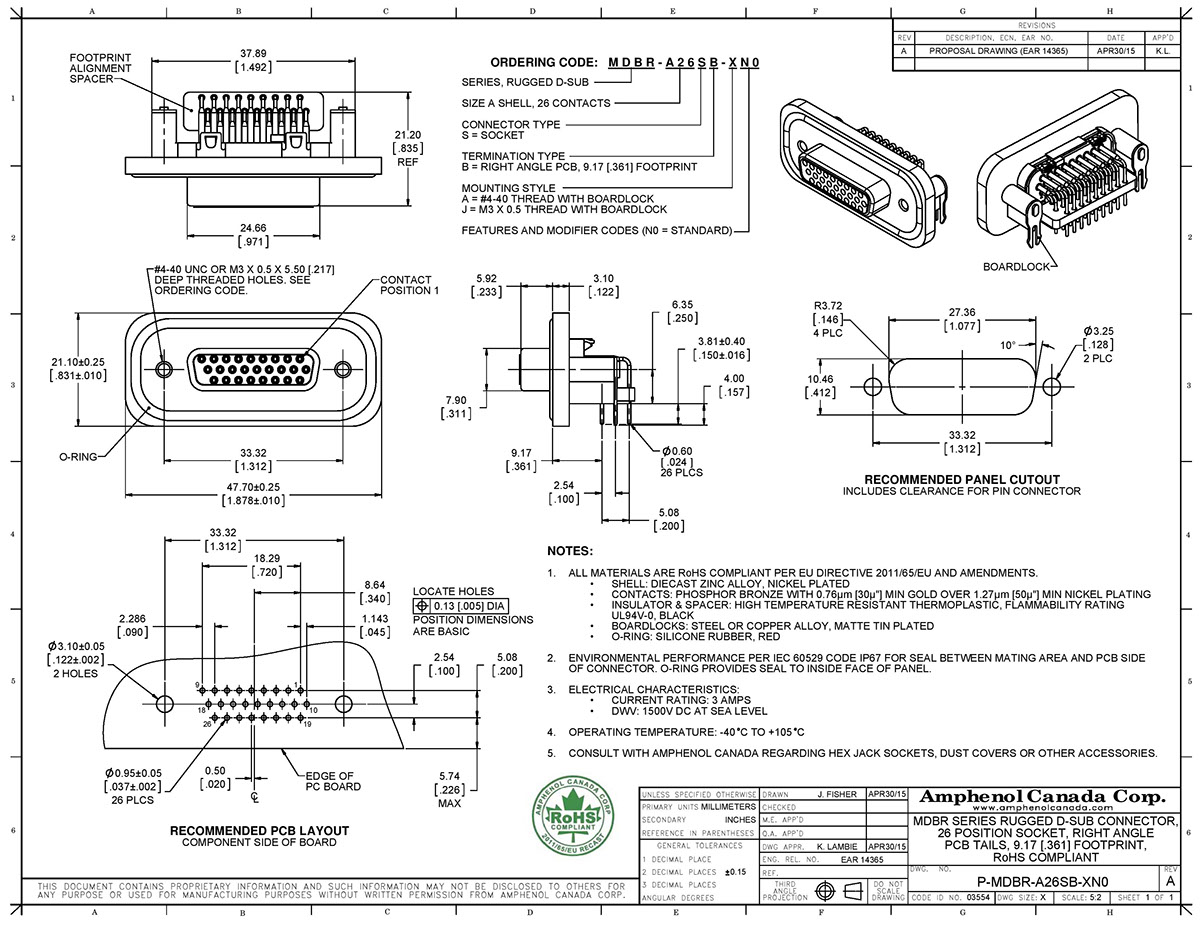 A B C D E F G H
REVISIONS
REV DESCRIPTION, ECN, EAR NO. DATE APP'D
A PROPOSAL DRAWING (EAR 14365) APR30/15 K.L.
1 2 3 4 5 6
FOOTPRINT
ALIGNMENT
SPACER
37.89
[1.492]
21.20
[.835]
REF
24.66
[.971]
ORDERING CODE: MDBR-A26SB-XN0
SERIES, RUGGED D-SUB
SIZE A SHELL, 26 CONTACTS
CONNECTOR TYPE
S = SOCKET
TERMINATION TYPE
B = RIGHT ANGLE PCB, 9.17 [.361] FOOTPRINT
MOUNTING STYLE
A = #4-40 THREAD WITH BOARDLOCK
J = M3 X 0.5 THREAD WITH BOARDLOCK
FEATURES AND MODIFIER CODES (N0 = STANDARD)
BOARDLOCK
#4-40 UNC OR M3 X 0.5 X 5.50 [.217]
DEEP THREADED HOLES. SEE
ORDERING CODE.
CONTACT
POSITION 1
21.10±0.25
[.831±.010]
O-RING
33.32
[1.312]
47.70±0.25
[1.878±.010]
5.92
[.233]
3.10
[.122]
6.35
[.250]
3.81±0.40
[.150±.016]
4.00
[.157]
7.90
[.311]
9.17
[.361]
Ø0.60
[.024]
26 PLCS
2.54
[.100]
5.08
[.200]
R3.72
[.146]
4 PLC
27.36
[1.077]
10°
Ø3.25
[.128]
2 PLC
10.46
[.412]
33.32
[1.312]
RECOMMENDED PANEL CUTOUT
INCLUDES CLEARANCE FOR PIN CONNECTOR
33.32
[1.312]
18.29
[.720]
8.64
[.340]
2.286
[.090]
1.143
[.045]
LOCATE HOLES
⌖ 0.13 [.005] DIA
POSITION DIMENSIONS
ARE BASIC
Ø3.10±0.05
[.122±.002]
2 HOLES
2.54
[.100]
5.08
[.200]
9 1
18 10
26 19
Ø0.95±0.05
[.037±.002]
26 PLCS
0.50
[.020]
℄
EDGE OF
PC BOARD
5.74
[.226]
MAX
RECOMMENDED PCB LAYOUT
COMPONENT SIDE OF BOARD
NOTES:
1. ALL MATERIALS ARE RoHS COMPLIANT PER EU DIRECTIVE 2011/65/EU AND AMENDMENTS.
• SHELL: DIECAST ZINC ALLOY, NICKEL PLATED
• CONTACTS: PHOSPHOR BRONZE WITH 0.76µm [30µ"] MIN GOLD OVER 1.27µm [50µ"] MIN NICKEL PLATING
• INSULATOR & SPACER: HIGH TEMPERATURE RESISTANT THERMOPLASTIC, FLAMMABILITY RATING
UL94V-0, BLACK
• BOARDLOCKS: STEEL OR COPPER ALLOY, MATTE TIN PLATED
• O-RING: SILICONE RUBBER, RED
2. ENVIRONMENTAL PERFORMANCE PER IEC 60529 CODE IP67 FOR SEAL BETWEEN MATING AREA AND PCB SIDE
OF CONNECTOR. O-RING PROVIDES SEAL TO INSIDE FACE OF PANEL.
3. ELECTRICAL CHARACTERISTICS:
• CURRENT RATING: 3 AMPS
• DWV: 1500V DC AT SEA LEVEL
4. OPERATING TEMPERATURE: -40°C TO +105°C
5. CONSULT WITH AMPHENOL CANADA REGARDING HEX JACK SOCKETS, DUST COVERS OR OTHER ACCESSORIES.
AMPHENOL CANADA CORP
RoHS
COMPLIANT
2011/65/EU RECAST
UNLESS SPECIFIED OTHERWISE
PRIMARY UNITS MILLIMETERS
SECONDARY INCHES
REFERENCE IN PARENTHESES
GENERAL TOLERANCES
1 DECIMAL PLACE
2 DECIMAL PLACES ±0.15
3 DECIMAL PLACES
ANGULAR DEGREES
DRAWN J. FISHER APR30/15
CHECKED
M.E. APP'D
Q.A. APP'D
DWG APPR. K. LAMBIE APR30/15
ENG. REL. NO. EAR 14365
REF.
THIRD
ANGLE
PROJECTION
DO NOT
SCALE
DRAWING
Amphenol Canada Corp.
www.amphenolcanada.com
MDBR SERIES RUGGED D-SUB CONNECTOR,
26 POSITION SOCKET, RIGHT ANGLE
PCB TAILS, 9.17 [.361] FOOTPRINT,
RoHS COMPLIANT
DWG. NO. REV
P-MDBR-A26SB-XN0 A
CODE ID NO. 03554 DWG SIZE: X SCALE: 5:2 SHEET 1 OF 1
THIS DOCUMENT CONTAINS PROPRIETARY INFORMATION AND SUCH INFORMATION MAY NOT BE DISCLOSED TO OTHERS FOR
ANY PURPOSE OR USED FOR MANUFACTURING PURPOSES WITHOUT WRITTEN PERMISSION FROM AMPHENOL CANADA CORP.
A B C D E F G H
1 2 3 4 5 6